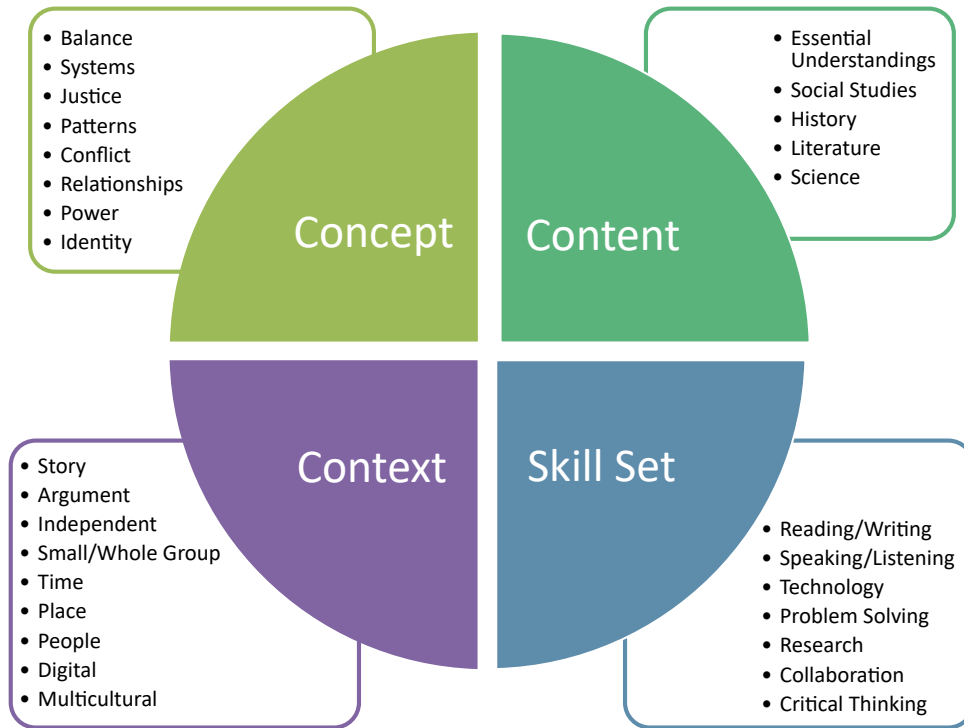 • Balance
• Systems
• Justice
• Patterns
• Conflict
• Relationships
• Power
• Identity
Concept
• Essential
Understandings
• Social Studies
• History
• Literature
• Science
Content
• Story
• Argument
• Independent
• Small/Whole Group
• Time
• Place
• People
• Digital
• Multicultural
Context
Skill Set
• Reading/Writing
• Speaking/Listening
• Technology
• Problem Solving
• Research
• Collaboration
• Critical Thinking